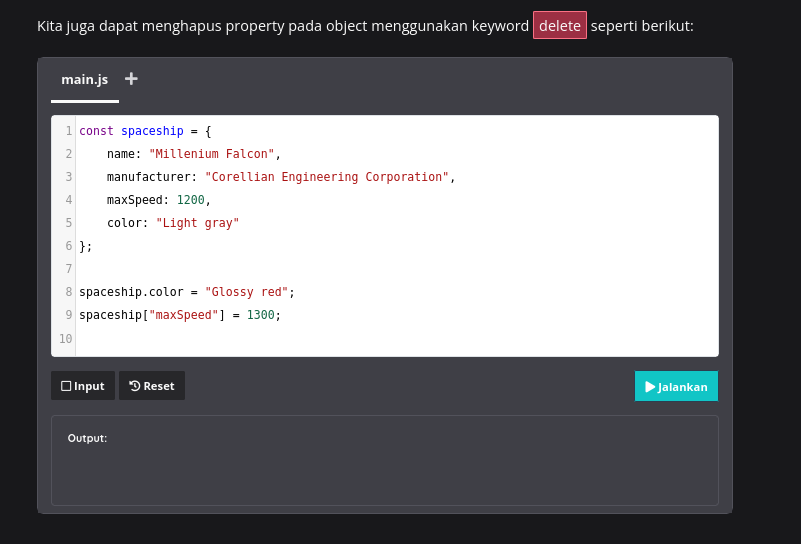 Kita juga dapat menghapus property pada object menggunakan keyword delete seperti berikut:
main.js +
1 const spaceship = {
2     name: "Millenium Falcon",
3     manufacturer: "Corellian Engineering Corporation",
4     maxSpeed: 1200,
5     color: "Light gray"
6 };
7
8 spaceship.color = "Glossy red";
9 spaceship["maxSpeed"] = 1300;
10
Input Reset Jalankan
Output: